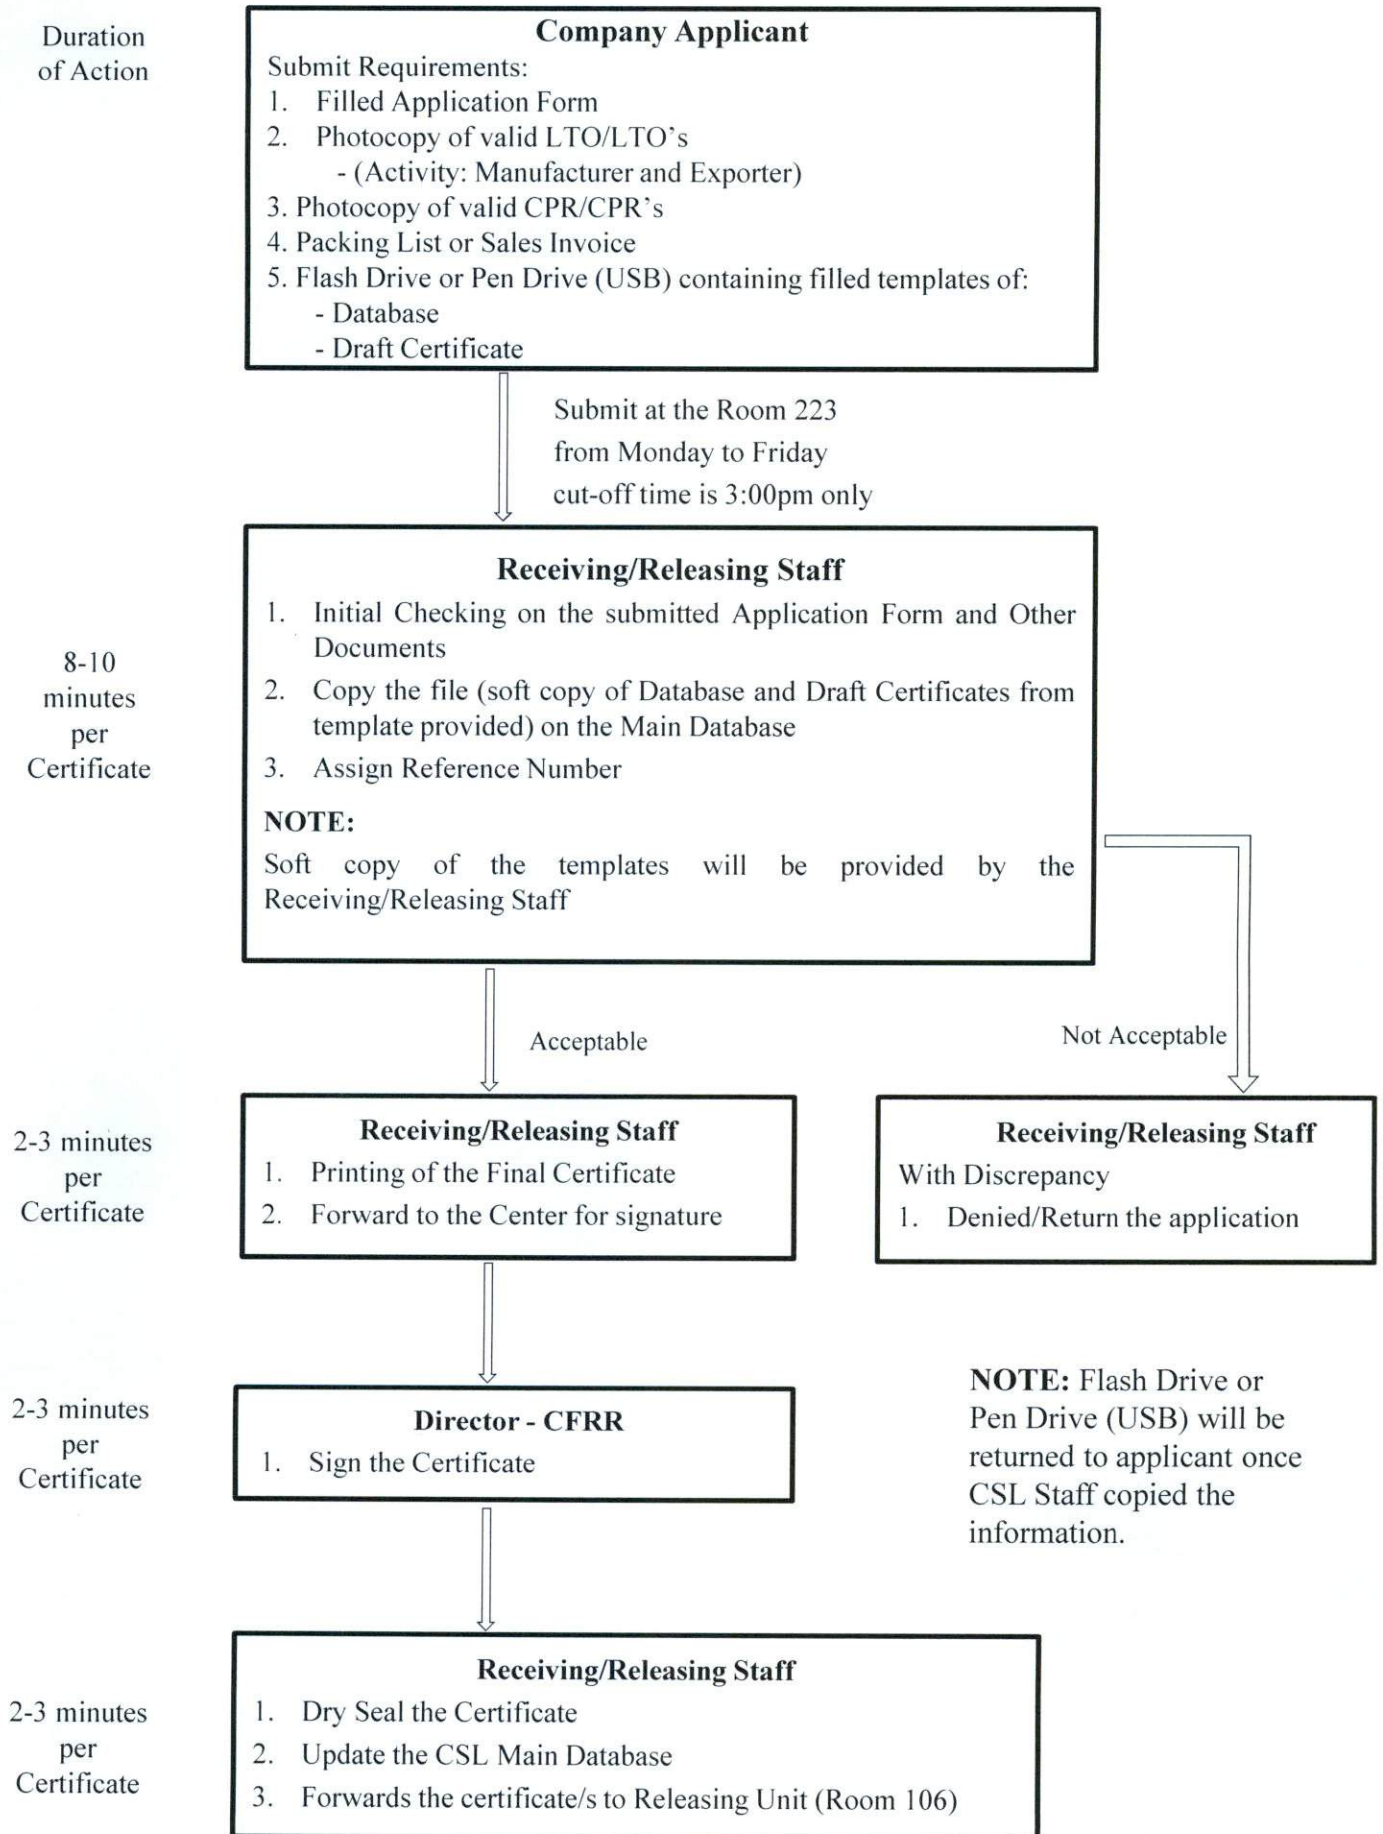 Duration
of Action
Company Applicant
Submit Requirements:
1. Filled Application Form
2. Photocopy of valid LTO/LTO's
- (Activity: Manufacturer and Exporter)
3. Photocopy of valid CPR/CPR's
4. Packing List or Sales Invoice
5. Flash Drive or Pen Drive (USB) containing filled templates of:
- Database
- Draft Certificate
Submit at the Room 223
from Monday to Friday
cut-off time is 3:00pm only
8-10
minutes
per
Certificate
Receiving/Releasing Staff
1. Initial Checking on the submitted Application Form and Other
Documents
2. Copy the file (soft copy of Database and Draft Certificates from
template provided) on the Main Database
3. Assign Reference Number
NOTE:
Soft copy of the templates will be provided by the
Receiving/Releasing Staff
Acceptable
Not Acceptable
2-3 minutes
per
Certificate
Receiving/Releasing Staff
1. Printing of the Final Certificate
2. Forward to the Center for signature
Receiving/Releasing Staff
With Discrepancy
1. Denied/Return the application
2-3 minutes
per
Certificate
Director - CFRR
1. Sign the Certificate
NOTE: Flash Drive or
Pen Drive (USB) will be
returned to applicant once
CSL Staff copied the
information.
2-3 minutes
per
Certificate
Receiving/Releasing Staff
1. Dry Seal the Certificate
2. Update the CSL Main Database
3. Forwards the certificate/s to Releasing Unit (Room 106)